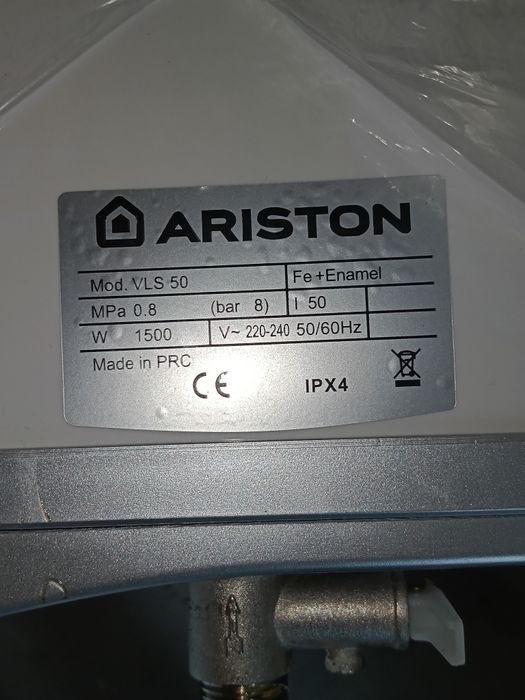 ARISTON
Mod. VLS 50 Fe+Enamel
MPa 0.8 (bar 8) l 50
W 1500 V~ 220-240 50/60Hz
Made in PRC
CE IPX4